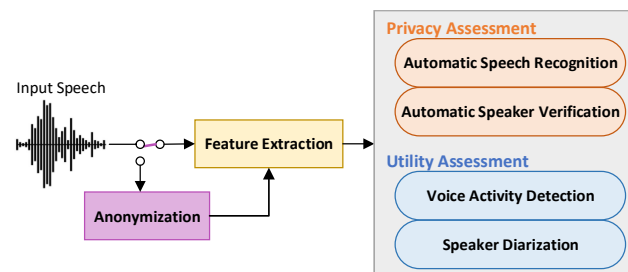 Input Speech
Anonymization
Feature Extraction
Privacy Assessment
Automatic Speech Recognition
Automatic Speaker Verification
Utility Assessment
Voice Activity Detection
Speaker Diarization